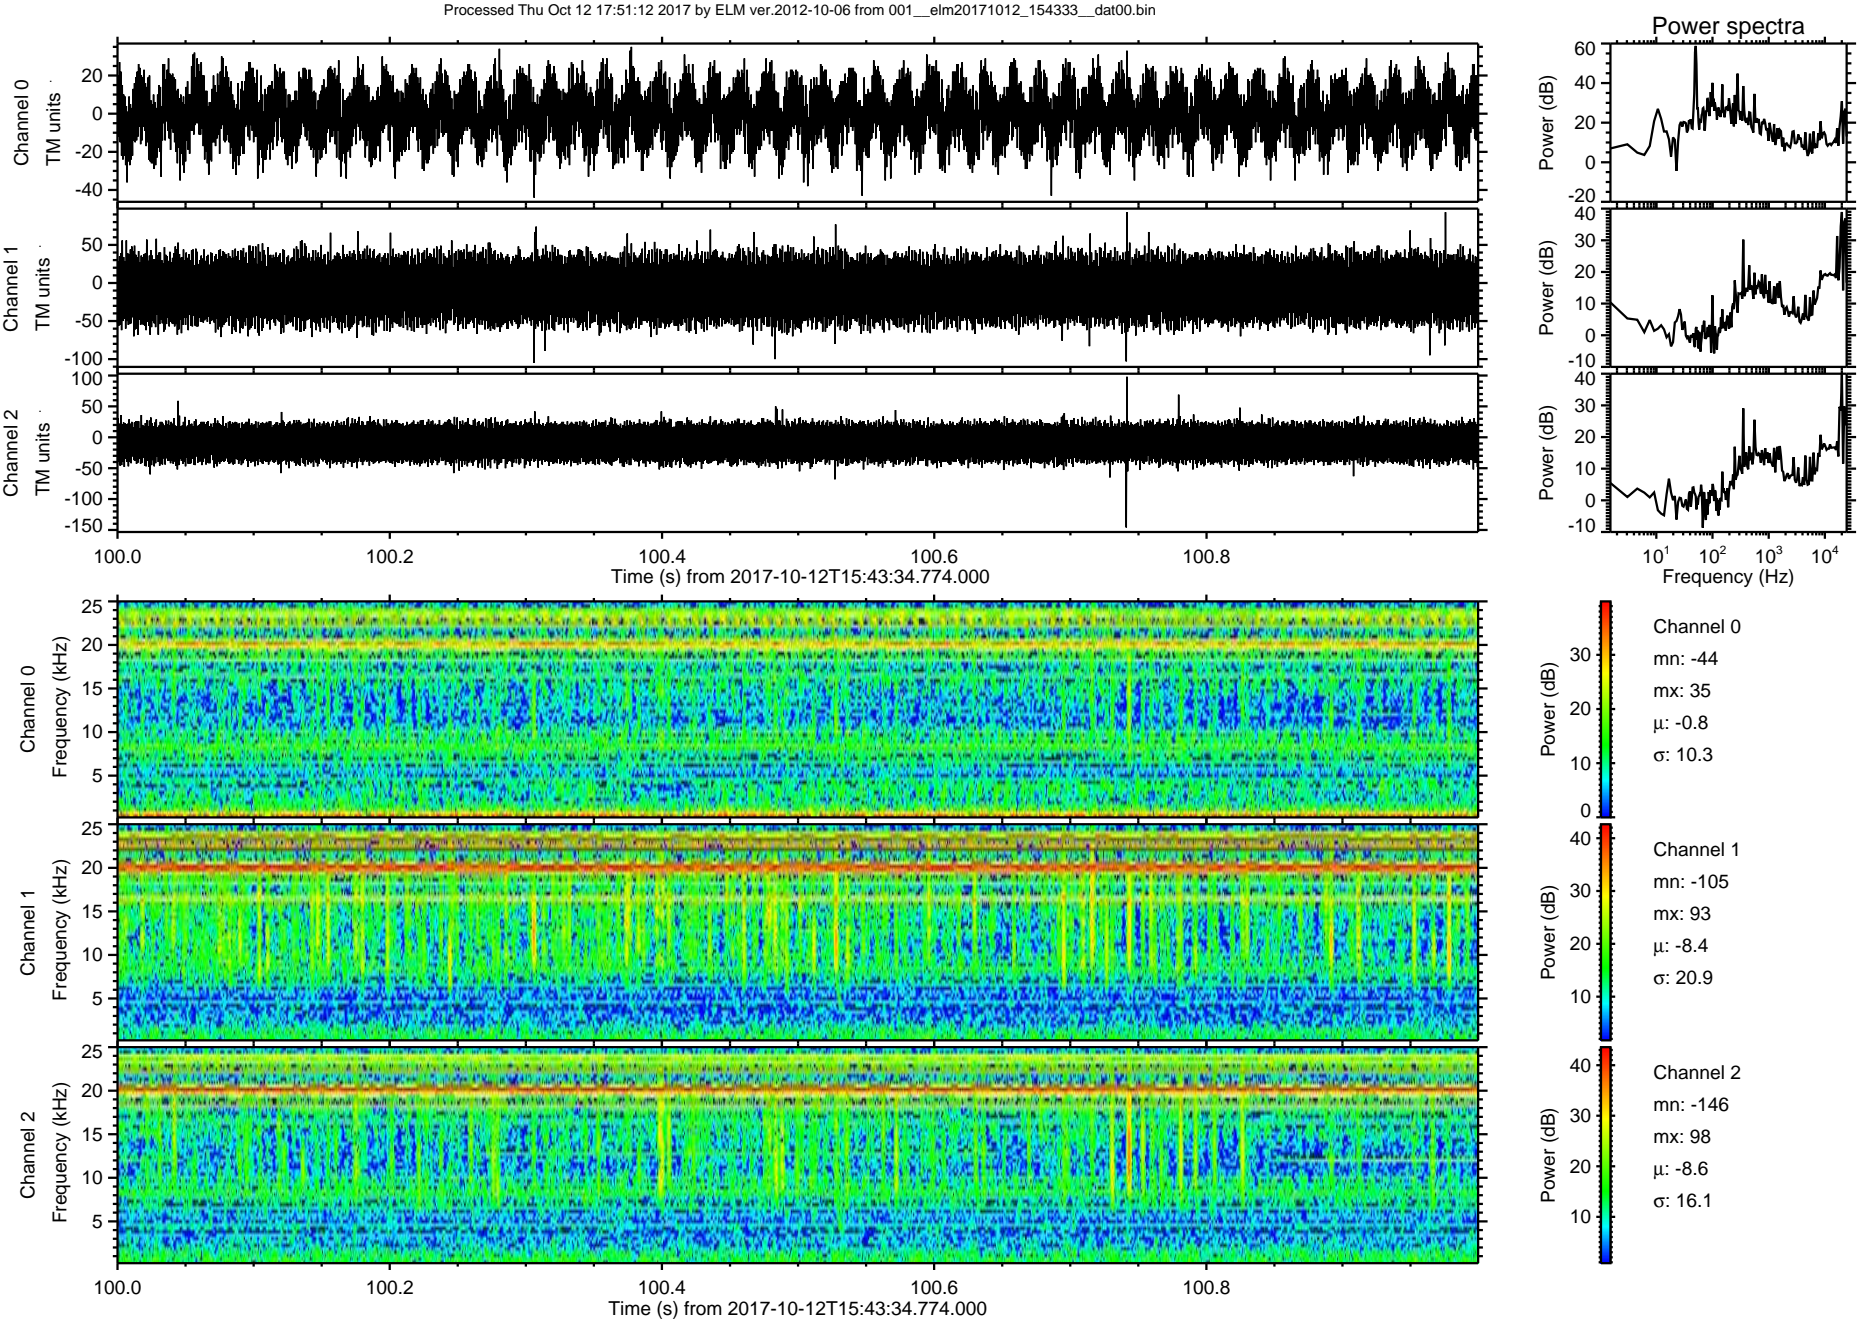 Processed Thu Oct 12 17:51:12 2017 by ELM ver.2012-10-06 from 001__elm20171012_154333__dat00.bin
Power spectra
Channel 0
TM units
20
0
-20
-40
Power (dB)
60
40
20
0
-20
Channel 1
TM units
50
0
-50
-100
Power (dB)
40
30
20
10
0
-10
Channel 2
TM units
100
50
0
-50
-100
-150
Power (dB)
40
30
20
10
0
-10
100.0 100.2 100.4 100.6 100.8
Time (s) from 2017-10-12T15:43:34.774.000
10¹ 10² 10³ 10⁴
Frequency (Hz)
Channel 0
Frequency (kHz)
25
20
15
10
5
Power (dB)
30
20
10
0
Channel 0
mn: -44
mx: 35
μ: -0.8
σ: 10.3
Channel 1
Frequency (kHz)
25
20
15
10
5
Power (dB)
40
30
20
10
Channel 1
mn: -105
mx: 93
μ: -8.4
σ: 20.9
Channel 2
Frequency (kHz)
25
20
15
10
5
Power (dB)
40
30
20
10
Channel 2
mn: -146
mx: 98
μ: -8.6
σ: 16.1
100.0 100.2 100.4 100.6 100.8
Time (s) from 2017-10-12T15:43:34.774.000